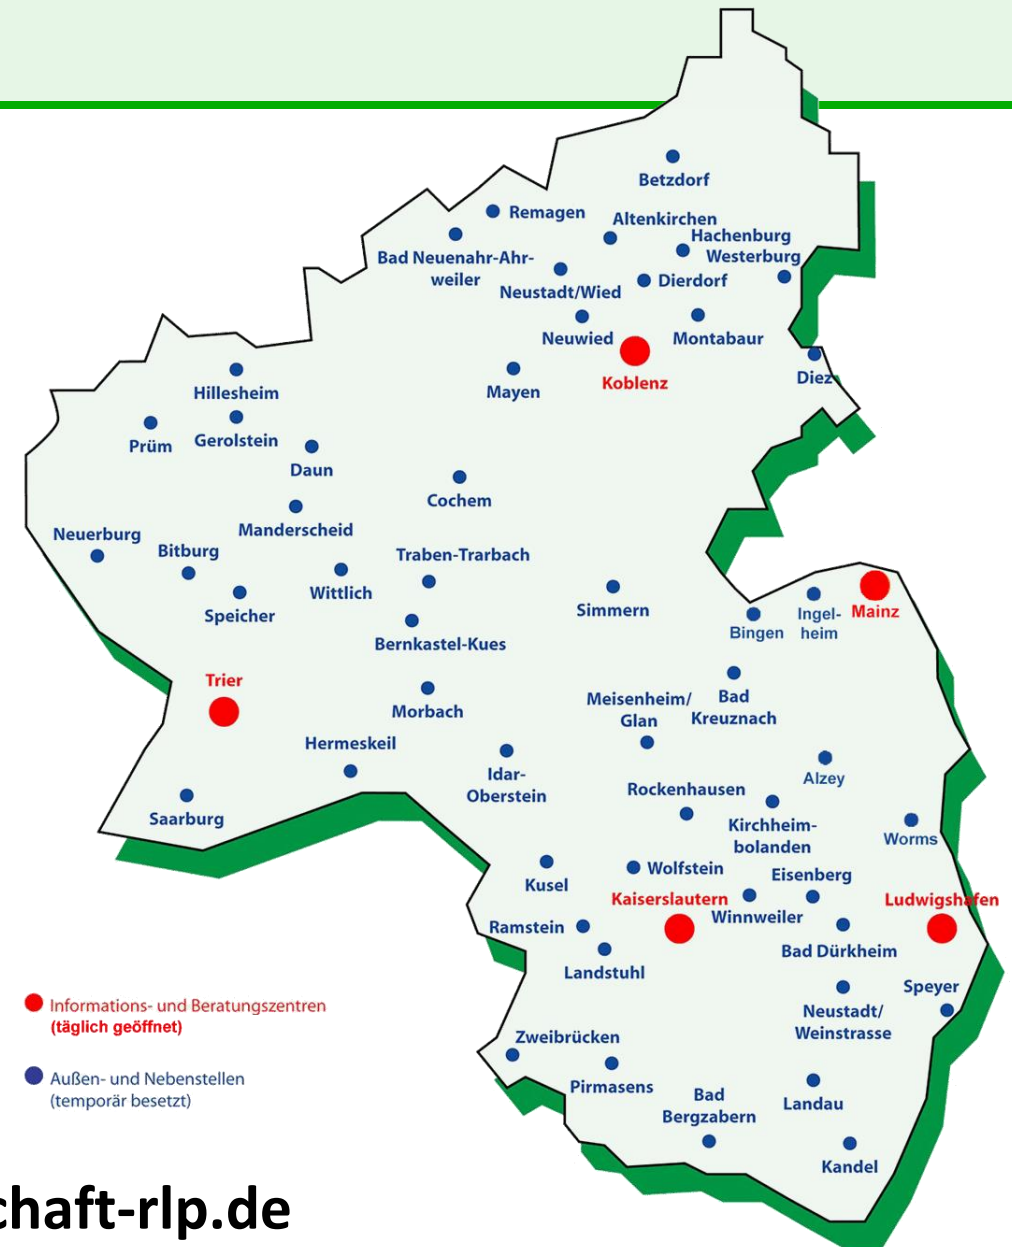 Betzdorf
Remagen
Altenkirchen
Hachenburg
Bad Neuenahr-Ahr-
weiler
Westerburg
Neustadt/Wied
Dierdorf
Neuwied
Montabaur
Koblenz
Diez
Mayen
Hillesheim
Prüm
Gerolstein
Daun
Cochem
Manderscheid
Neuerburg
Bitburg
Traben-Trarbach
Speicher
Wittlich
Simmern
Bernkastel-Kues
Bingen
Ingel-
heim
Mainz
Trier
Morbach
Meisenheim/
Glan
Bad
Kreuznach
Hermeskeil
Idar-
Oberstein
Alzey
Saarburg
Rockenhausen
Kirchheim-
bolanden
Worms
Kusel
Wolfstein
Eisenberg
Kaiserslautern
Winnweiler
Ludwigshafen
Ramstein
Bad Dürkheim
Landstuhl
Speyer
Neustadt/
Weinstrasse
Zweibrücken
Pirmasens
Bad
Bergzabern
Landau
Kandel
Informations- und Beratungszentren
(täglich geöffnet)
Außen- und Nebenstellen
(temporär besetzt)
chaft-rlp.de